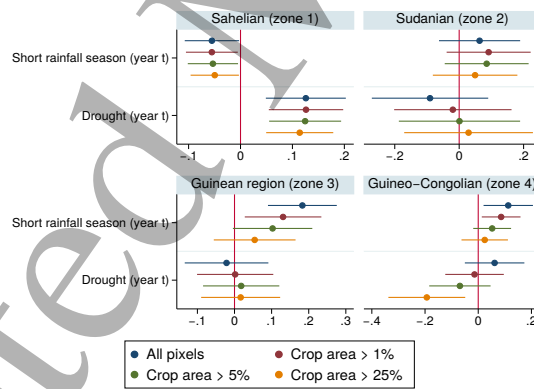 Sahelian (zone 1)
Sudanian (zone 2)
Short rainfall season (year t)
Drought (year t)
-.1 0 .1 .2
-.2 0 .2
Guinean region (zone 3)
Guineo-Congolian (zone 4)
Short rainfall season (year t)
Drought (year t)
-.1 0 .1 .2 .3
-.4 -.2 0 .2
All pixels
Crop area > 1%
Crop area > 5%
Crop area > 25%